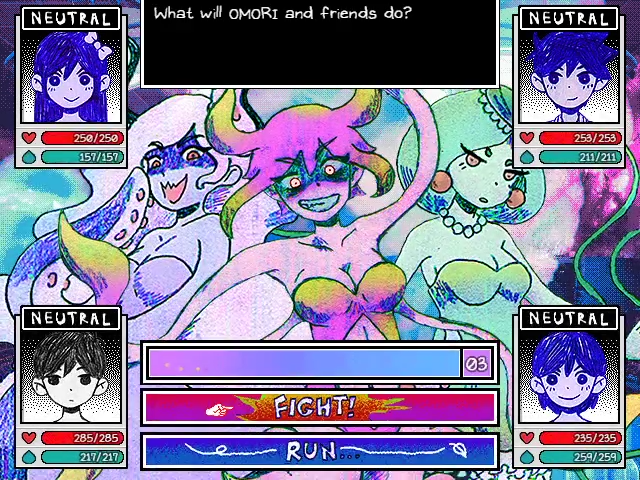 What will OMORI and friends do?
NEUTRAL
250/250
157/157
NEUTRAL
253/253
211/211
NEUTRAL
285/285
217/217
NEUTRAL
235/235
259/259
03
FIGHT!
RUN...